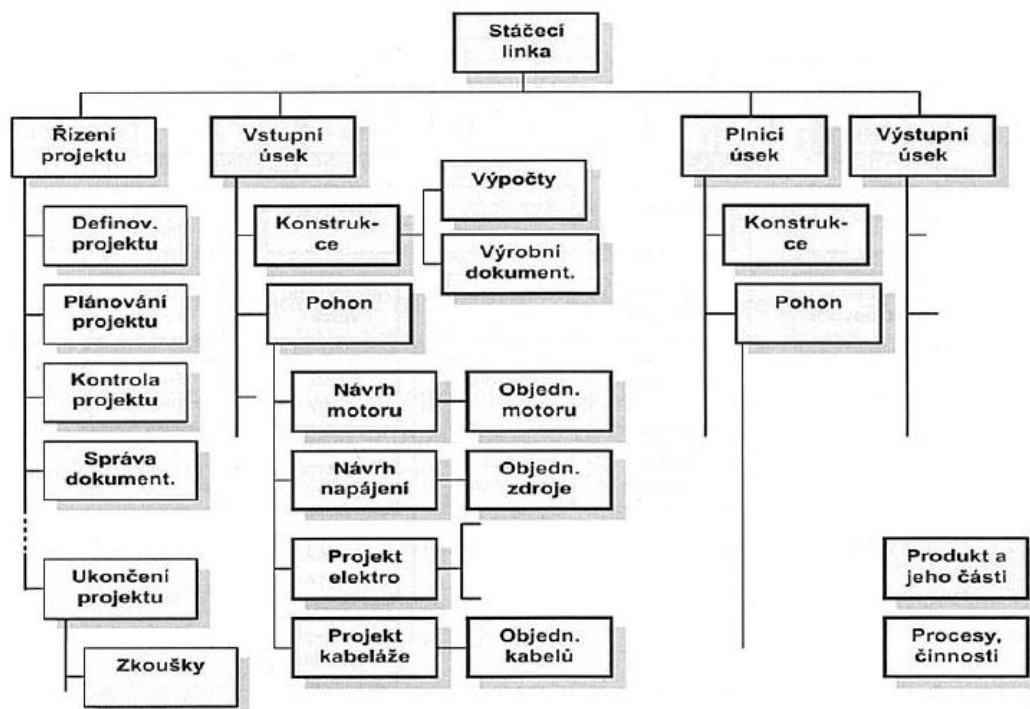 Stáčecí
linka
Řízení
projektu
Vstupní
úsek
Plnicí
úsek
Výstupní
úsek
Definov.
projektu
Plánování
projektu
Kontrola
projektu
Správa
dokument.
Ukončení
projektu
Zkoušky
Konstruk-
ce
Výpočty
Výrobní
dokument.
Pohon
Návrh
motoru
Objedn.
motoru
Návrh
napájení
Objedn.
zdroje
Projekt
elektro
Projekt
kabeláže
Objedn.
kabelů
Konstruk-
ce
Pohon
Produkt a
jeho části
Procesy,
činnosti